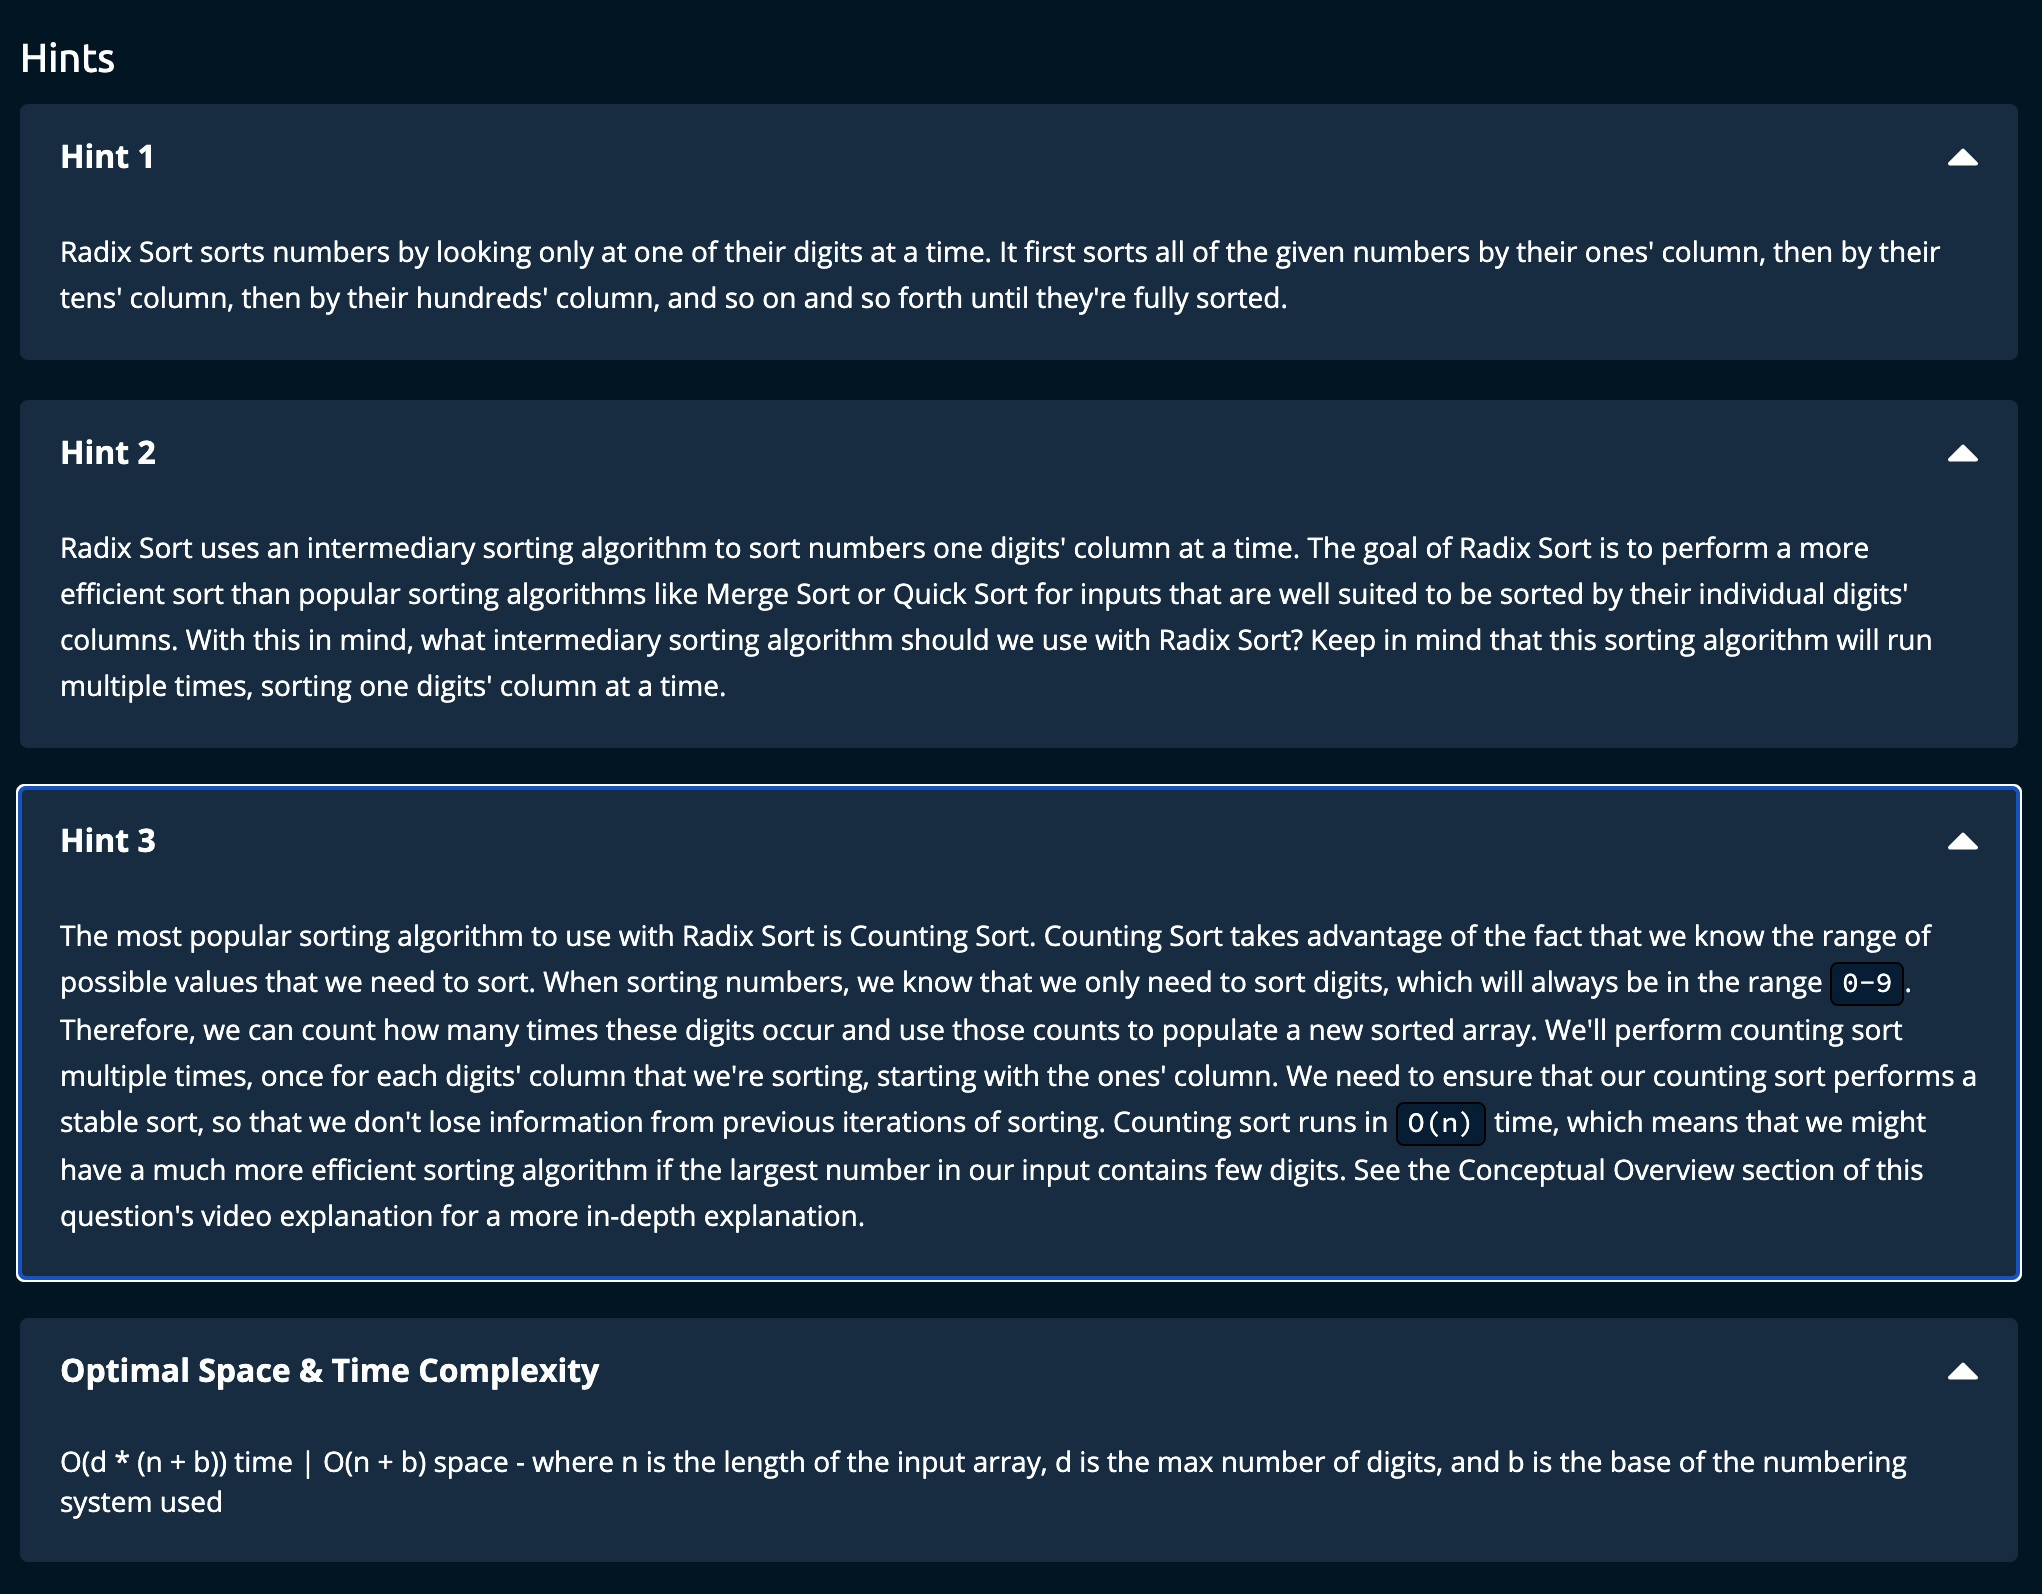 Hints
Hint 1
Radix Sort sorts numbers by looking only at one of their digits at a time. It first sorts all of the given numbers by their ones' column, then by their
tens' column, then by their hundreds' column, and so on and so forth until they're fully sorted.
Hint 2
Radix Sort uses an intermediary sorting algorithm to sort numbers one digits' column at a time. The goal of Radix Sort is to perform a more
efficient sort than popular sorting algorithms like Merge Sort or Quick Sort for inputs that are well suited to be sorted by their individual digits'
columns. With this in mind, what intermediary sorting algorithm should we use with Radix Sort? Keep in mind that this sorting algorithm will run
multiple times, sorting one digits' column at a time.
Hint 3
The most popular sorting algorithm to use with Radix Sort is Counting Sort. Counting Sort takes advantage of the fact that we know the range of
possible values that we need to sort. When sorting numbers, we know that we only need to sort digits, which will always be in the range 0-9.
Therefore, we can count how many times these digits occur and use those counts to populate a new sorted array. We'll perform counting sort
multiple times, once for each digits' column that we're sorting, starting with the ones' column. We need to ensure that our counting sort performs a
stable sort, so that we don't lose information from previous iterations of sorting. Counting sort runs in O(n) time, which means that we might
have a much more efficient sorting algorithm if the largest number in our input contains few digits. See the Conceptual Overview section of this
question's video explanation for a more in-depth explanation.
Optimal Space & Time Complexity
O(d * (n + b)) time | O(n + b) space - where n is the length of the input array, d is the max number of digits, and b is the base of the numbering
system used